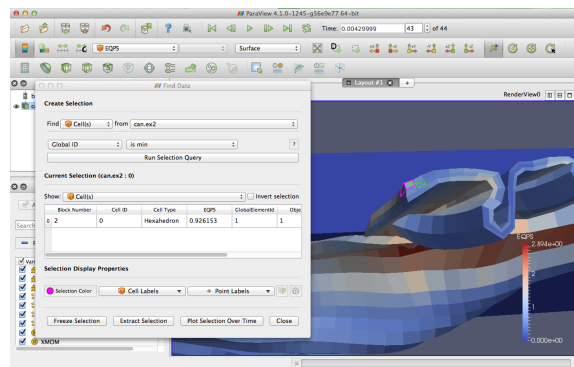 ParaView 4.1.0-1245-g56e9e77 64-bit
Time: 0.00429999 43 of 44
EQPS Surface
Layout #1
RenderView0
Find Data
Create Selection
Find Cell(s) from can.ex2
Global ID is min ?
Run Selection Query
Current Selection (can.ex2 : 0)
Show: Cell(s) Invert selection
Block Number Cell ID Cell Type EQPS GlobalElementId Obje
0 2 0 Hexahedron 0.926153 1 1
Search
Selection Display Properties
Selection Color Cell Labels Point Labels
Freeze Selection Extract Selection Plot Selection Over Time Close
XMOM
EQPS
2.894e+00
2
1
0.000e+00